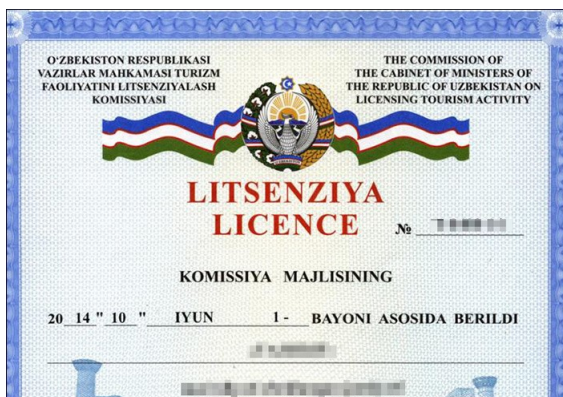 O'ZBEKISTON RESPUBLIKASI
VAZIRLAR MAHKAMASI TURIZM
FAOLIYATINI LITSENZIYALASH
KOMISSIYASI
THE COMMISSION OF
THE CABINET OF MINISTERS OF
THE REPUBLIC OF UZBEKISTAN ON
LICENSING TOURISM ACTIVITY
LITSENZIYA
LICENCE
№
KOMISSIYA MAJLISINING
20 14 " 10 " IYUN 1- BAYONI ASOSIDA BERILDI